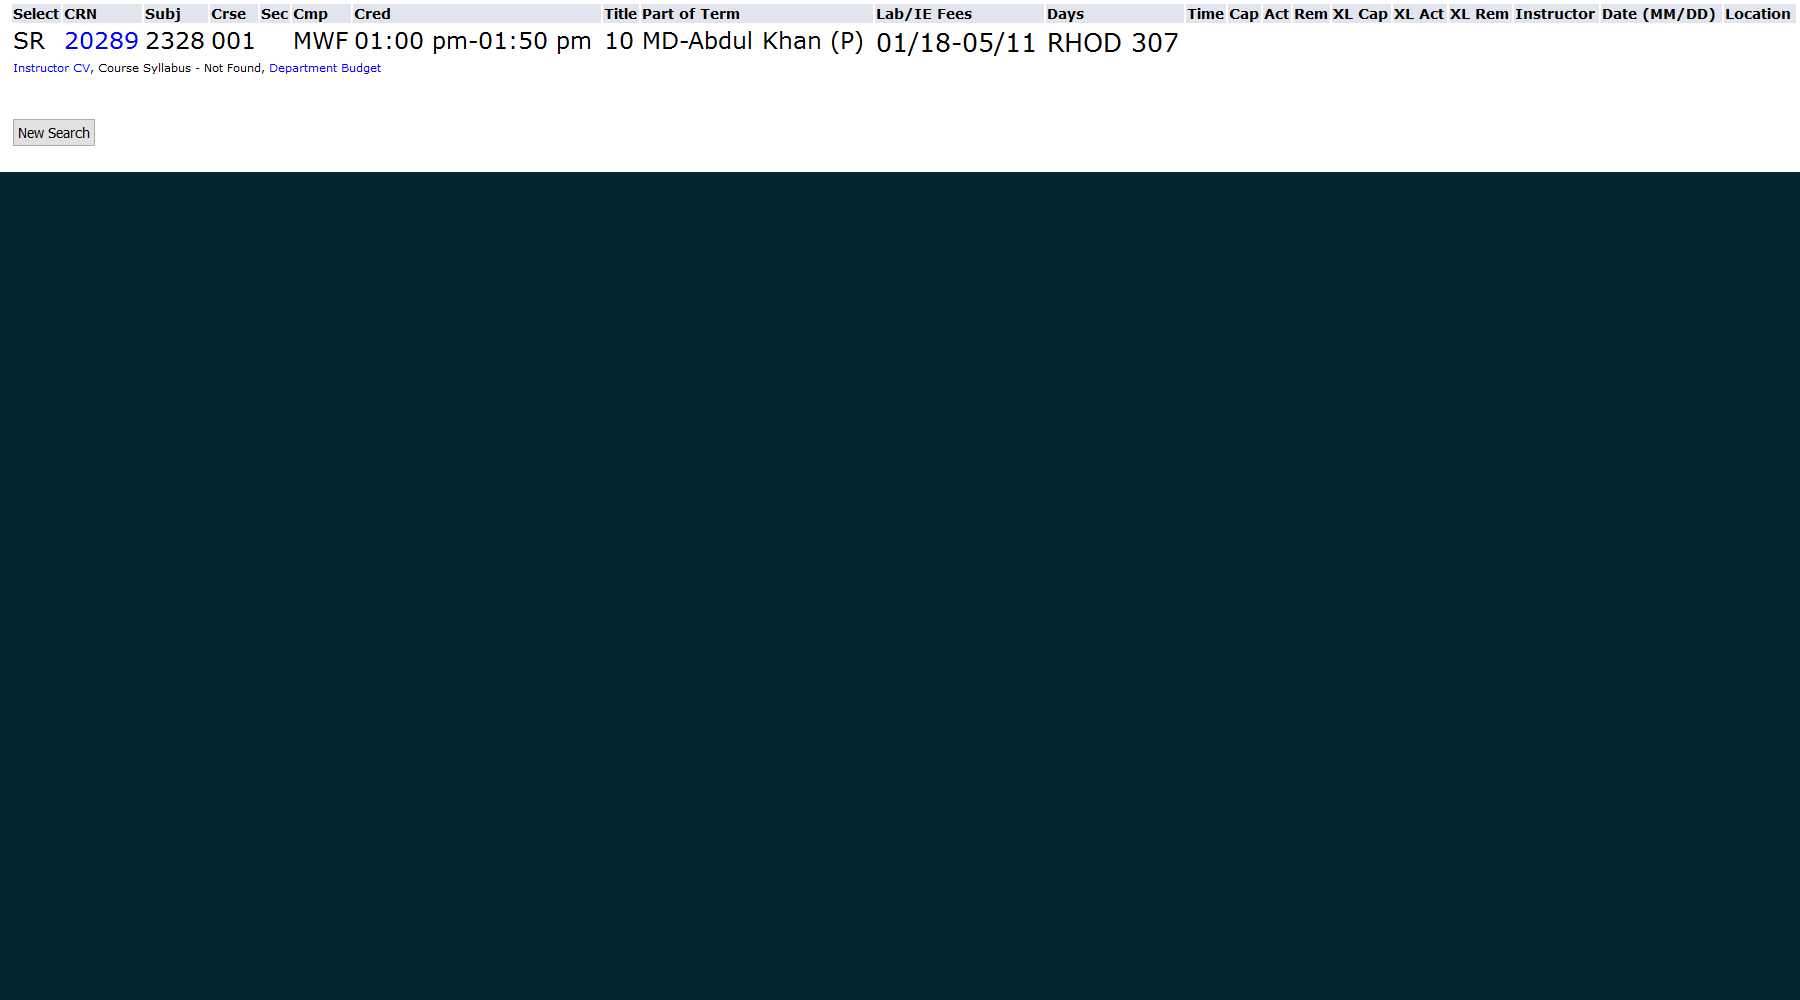 Select CRN Subj Crse Sec Cmp Cred Title Part of Term Lab/IE Fees Days Time Cap Act Rem XL Cap XL Act XL Rem Instructor Date (MM/DD) Location
SR 20289 2328 001 MWF 01:00 pm-01:50 pm 10 MD-Abdul Khan (P) 01/18-05/11 RHOD 307
Instructor CV, Course Syllabus - Not Found, Department Budget
New Search